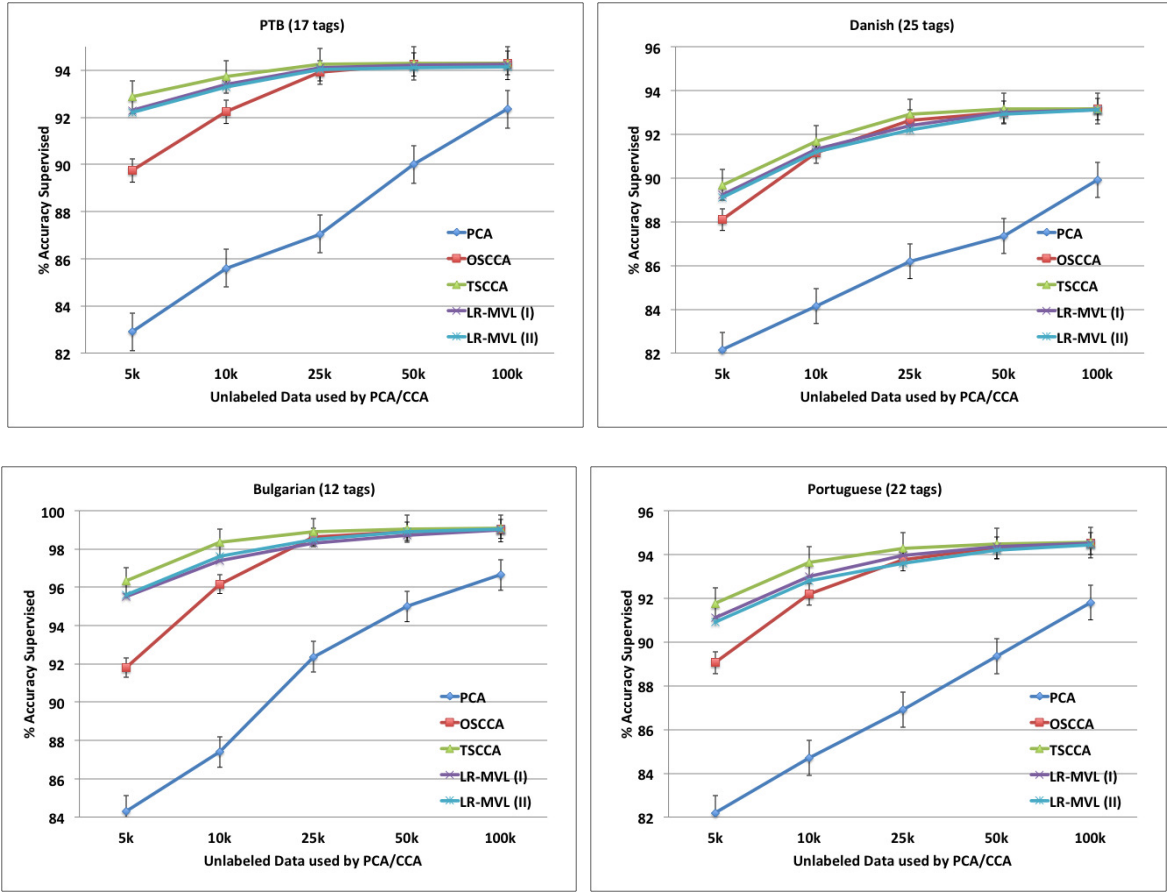 PTB (17 tags)
% Accuracy Supervised
94
92
90
88
86
84
82
5k 10k 25k 50k 100k
Unlabeled Data used by PCA/CCA
PCA
OSCCA
TSCCA
LR-MVL (I)
LR-MVL (II)
Danish (25 tags)
% Accuracy Supervised
96
94
92
90
88
86
84
82
5k 10k 25k 50k 100k
Unlabeled Data used by PCA/CCA
PCA
OSCCA
TSCCA
LR-MVL (I)
LR-MVL (II)
Bulgarian (12 tags)
% Accuracy Supervised
100
98
96
94
92
90
88
86
84
5k 10k 25k 50k 100k
Unlabeled Data used by PCA/CCA
PCA
OSCCA
TSCCA
LR-MVL (I)
LR-MVL (II)
Portuguese (22 tags)
% Accuracy Supervised
96
94
92
90
88
86
84
82
5k 10k 25k 50k 100k
Unlabeled Data used by PCA/CCA
PCA
OSCCA
TSCCA
LR-MVL (I)
LR-MVL (II)